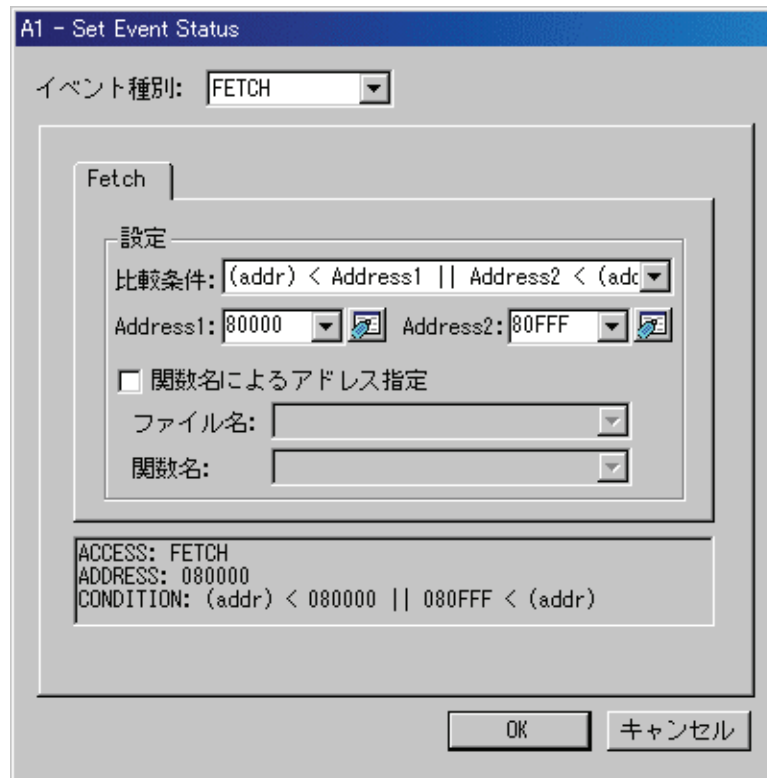 A1 - Set Event Status
イベント種別: FETCH
Fetch
設定
比較条件: (addr) < Address1 || Address2 < (adc
Address1: 80000 Address2: 80FFF
関数名によるアドレス指定
ファイル名:
関数名:
ACCESS: FETCH
ADDRESS: 080000
CONDITION: (addr) < 080000 || 080FFF < (addr)
OK キャンセル